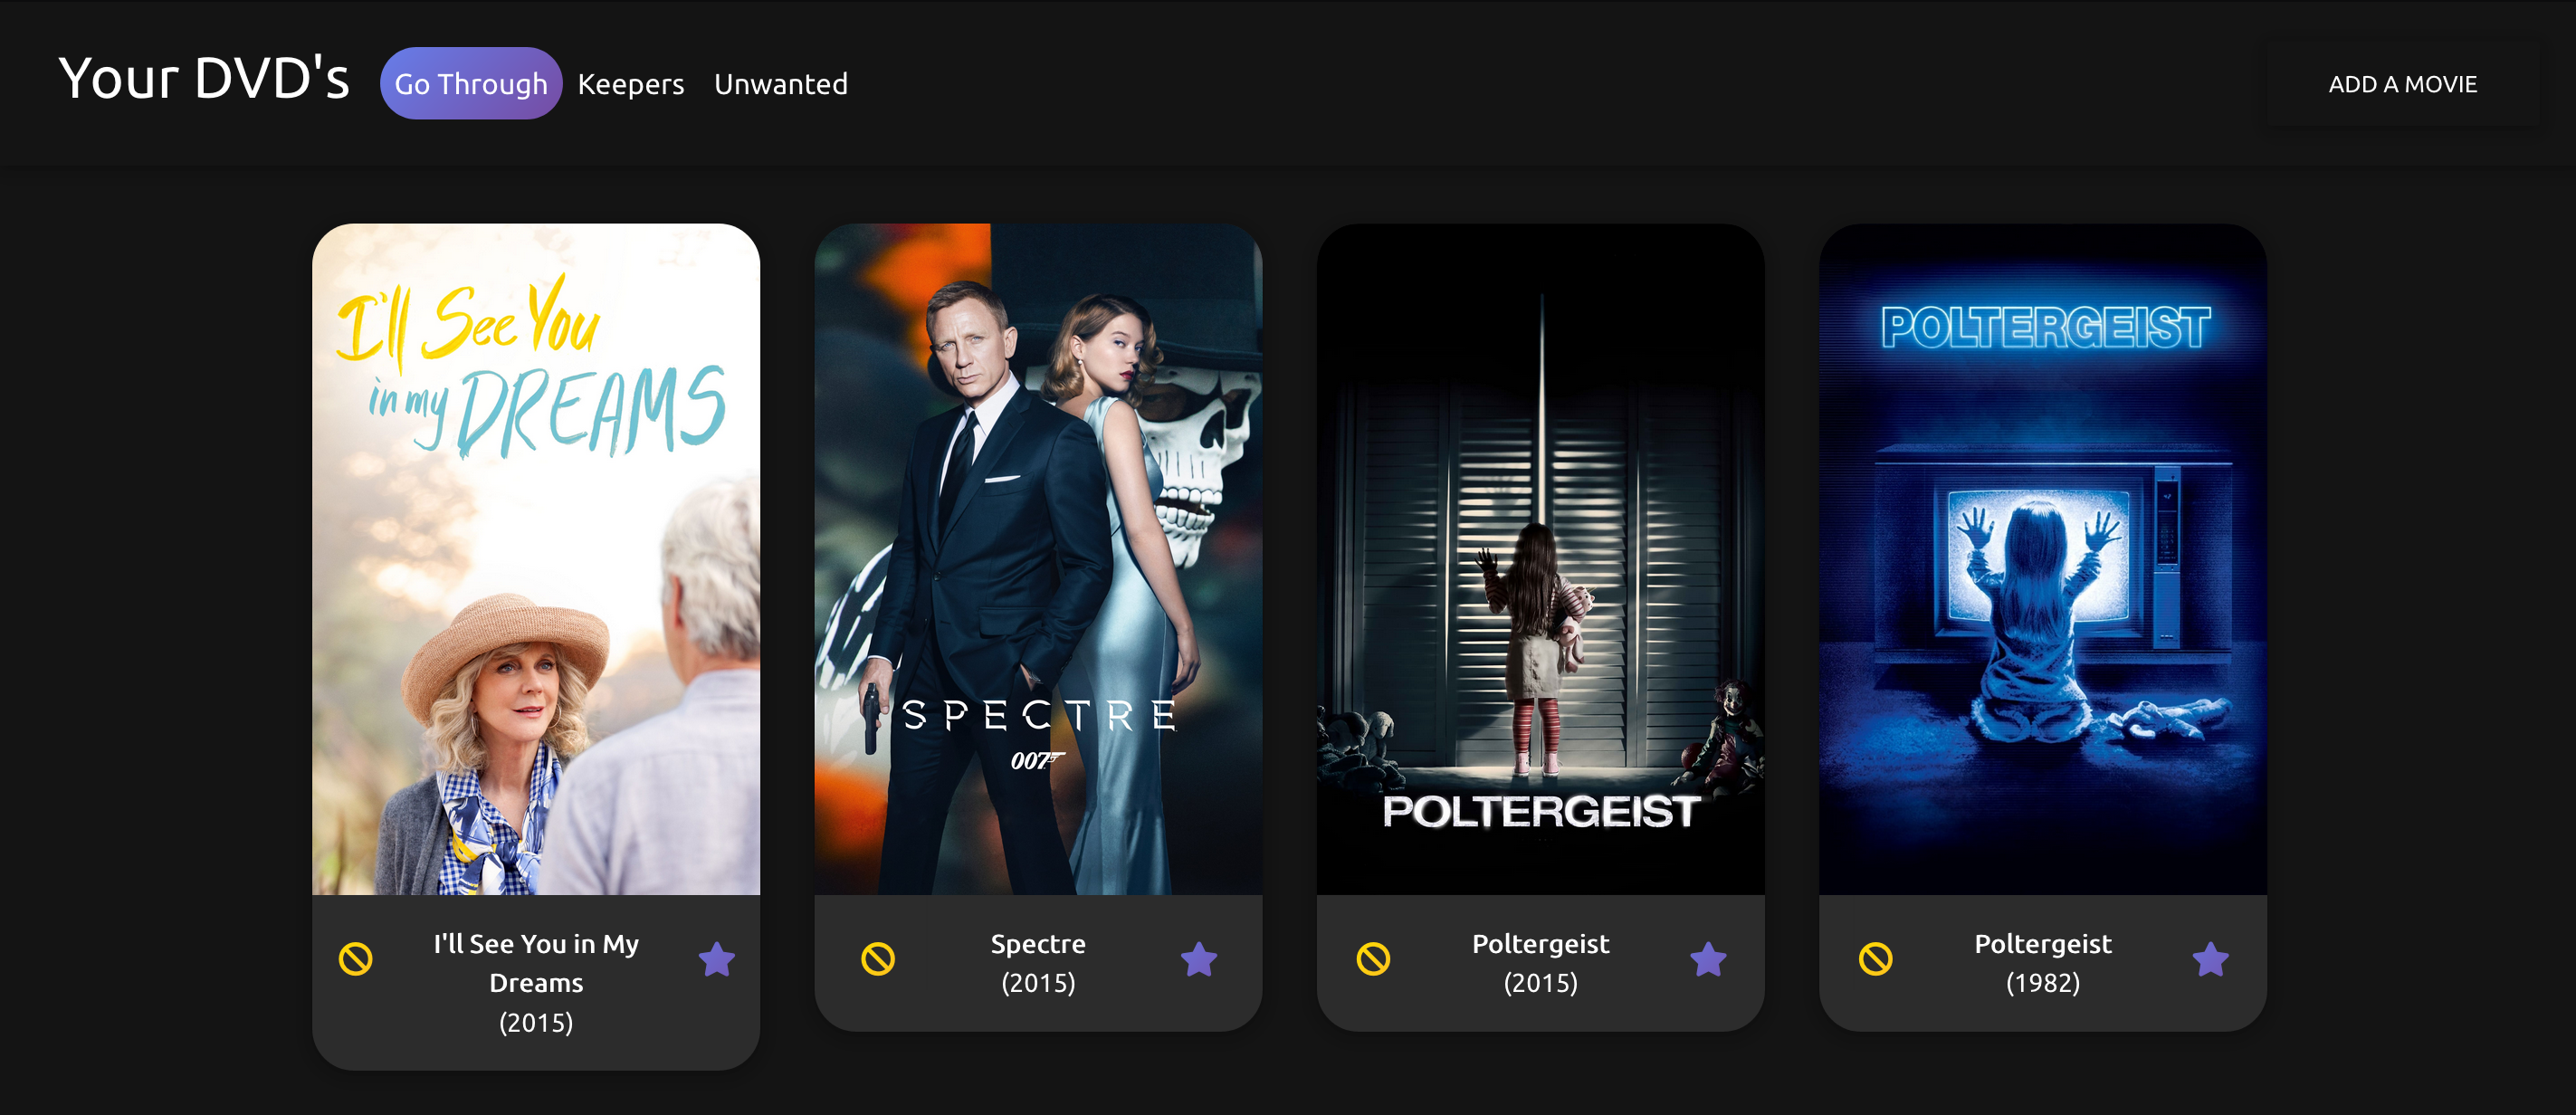 Your DVD's
Go Through
Keepers
Unwanted
ADD A MOVIE
I'll See You
in my DREAMS
SPECTRE
007
POLTERGEIST
POLTERGEIST
I'll See You in My
Dreams
(2015)
Spectre
(2015)
Poltergeist
(2015)
Poltergeist
(1982)